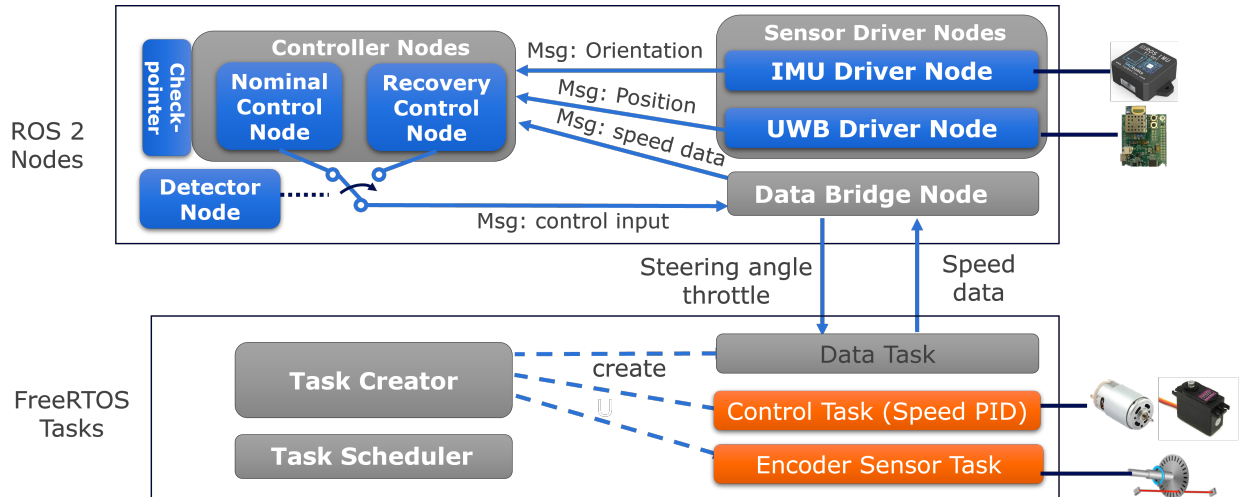 Controller Nodes
Sensor Driver Nodes
Check-
pointer
Nominal
Control
Node
Recovery
Control
Node
Msg: Orientation
IMU Driver Node
Msg: Position
UWB Driver Node
Msg: speed data
ROS 2
Nodes
Detector
Node
Data Bridge Node
Msg: control input
Steering angle
throttle
Speed
data
Data Task
Task Creator
create
U
Control Task (Speed PID)
FreeRTOS
Tasks
Task Scheduler
Encoder Sensor Task